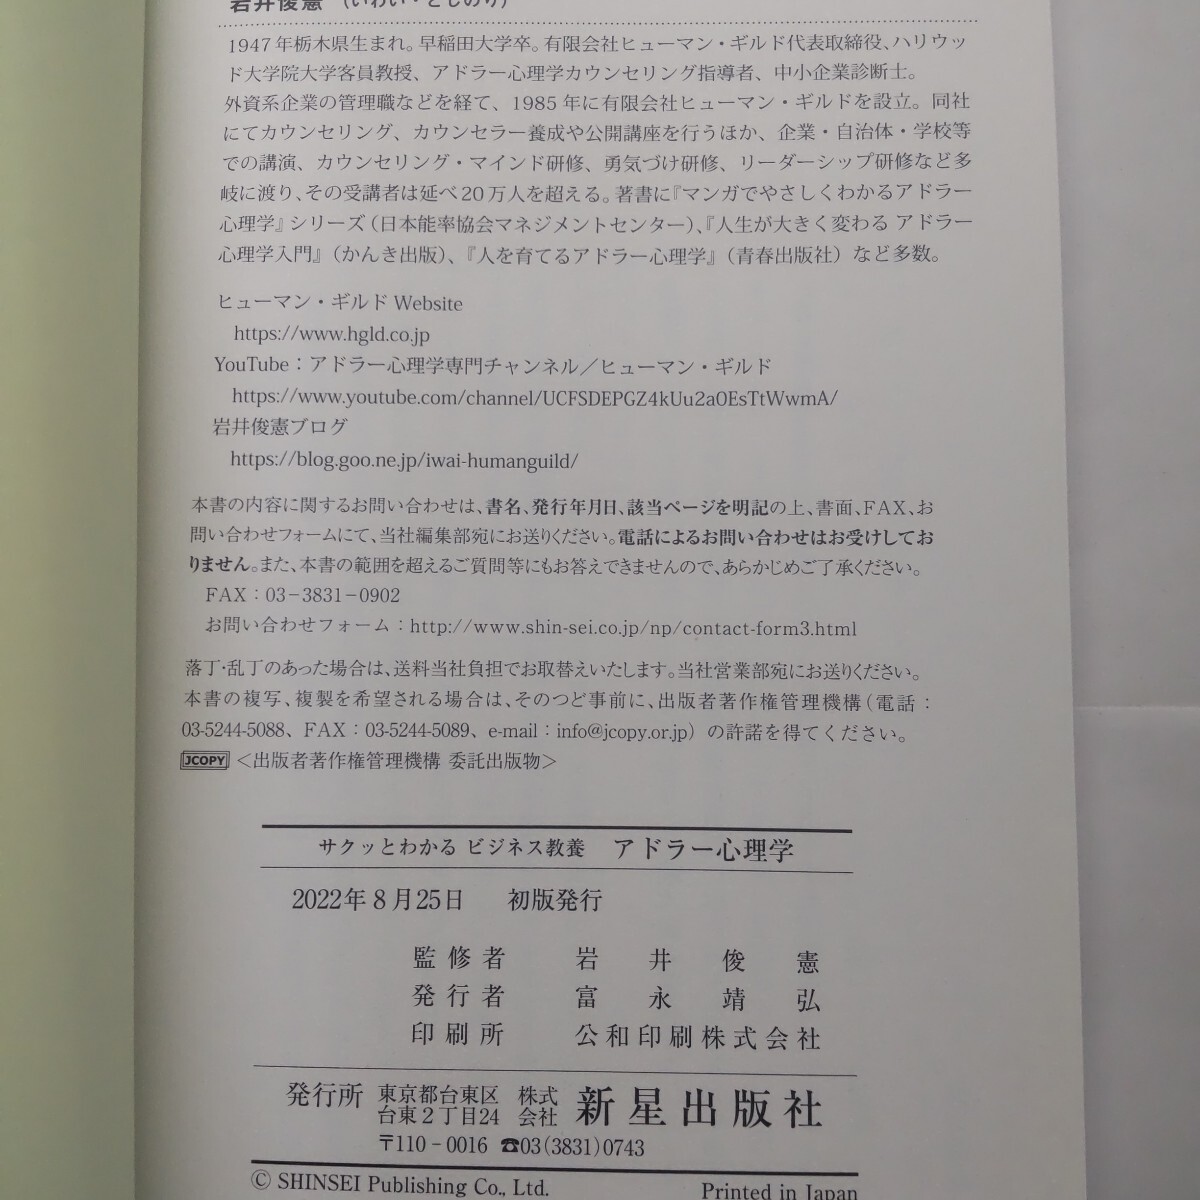 岩井俊憲（いわい・としのり）
1947年栃木県生まれ。早稲田大学卒。有限会社ヒューマン・ギルド代表取締役、ハリウッ
ド大学院大学客員教授、アドラー心理学カウンセリング指導者、中小企業診断士。
外資系企業の管理職などを経て、1985年に有限会社ヒューマン・ギルドを設立。同社
にてカウンセリング、カウンセラー養成や公開講座を行うほか、企業・自治体・学校等
での講演、カウンセリング・マインド研修、勇気づけ研修、リーダーシップ研修など多
岐に渡り、その受講者は延べ20万人を超える。著書に『マンガでやさしくわかるアドラー
心理学』シリーズ（日本能率協会マネジメントセンター）、『人生が大きく変わる アドラー
心理学入門』（かんき出版）、『人を育てるアドラー心理学』（青春出版社）など多数。
ヒューマン・ギルド Website
https://www.hgld.co.jp
YouTube：アドラー心理学専門チャンネル／ヒューマン・ギルド
https://www.youtube.com/channel/UCFSDEPGZ4kUu2a0EsTtWwmA/
岩井俊憲ブログ
https://blog.goo.ne.jp/iwai-humanguild/
本書の内容に関するお問い合わせは、書名、発行年月日、該当ページを明記の上、書面、FAX、お
問い合わせフォームにて、当社編集部宛にお送りください。電話によるお問い合わせはお受けしてお
りません。また、本書の範囲を超えるご質問等にもお答えできませんので、あらかじめご了承ください。
FAX：03-3831-0902
お問い合わせフォーム：http://www.shin-sei.co.jp/np/contact-form3.html
落丁・乱丁のあった場合は、送料当社負担でお取替えいたします。当社営業部宛にお送りください。
本書の複写、複製を希望される場合は、そのつど事前に、出版者著作権管理機構（電話：
03-5244-5088、FAX：03-5244-5089、e-mail：info@jcopy.or.jp）の許諾を得てください。
JCOPY ＜出版者著作権管理機構 委託出版物＞
サクッとわかる ビジネス教養　アドラー心理学
2022年8月25日　初版発行
監修者　岩井俊憲
発行者　富永靖弘
印刷所　公和印刷株式会社
発行所 東京都台東区 台東2丁目24 株式会社 新星出版社
〒110-0016 ☎03(3831)0743
© SHINSEI Publishing Co., Ltd.　Printed in Japan